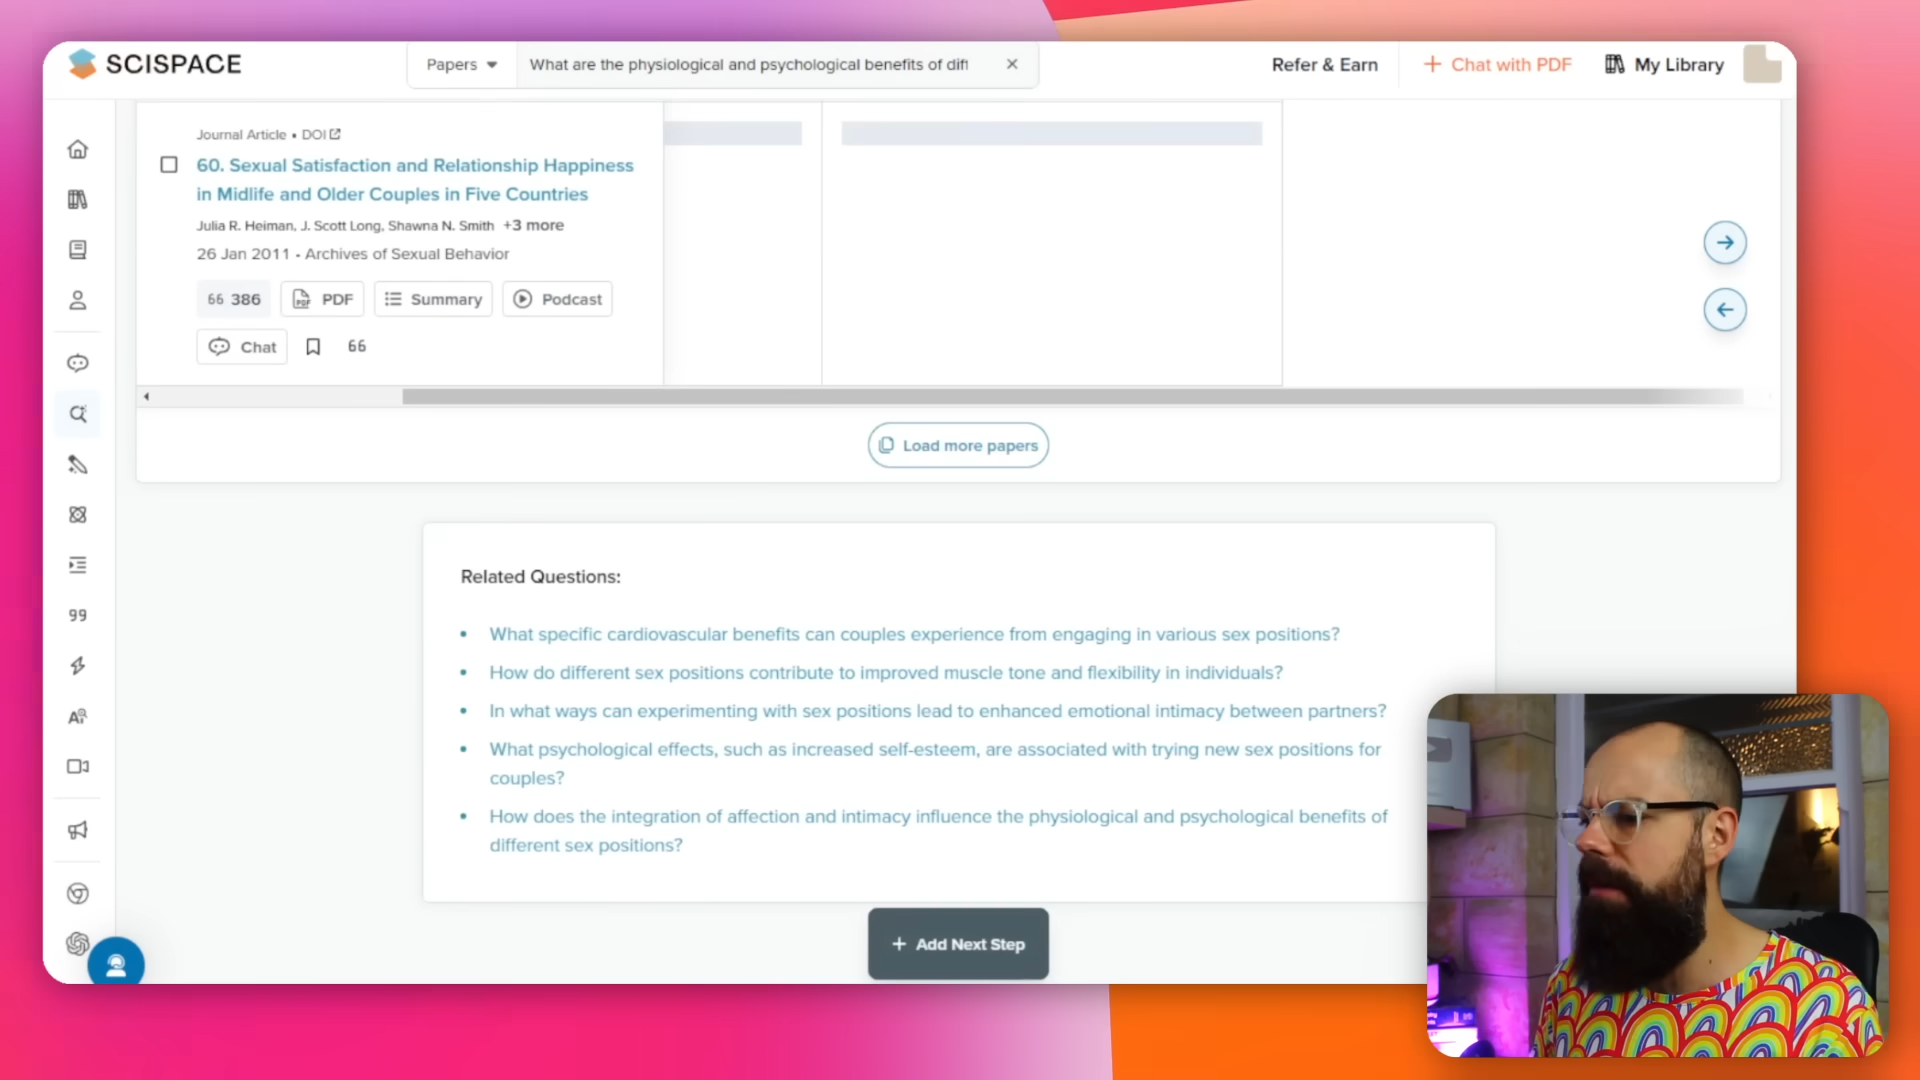 SCISPACE
Papers
What are the physiological and psychological benefits of diff
Refer & Earn
Chat with PDF
My Library
Journal Article • DOI
60. Sexual Satisfaction and Relationship Happiness
in Midlife and Older Couples in Five Countries
Julia R. Heiman, J. Scott Long, Shawna N. Smith +3 more
26 Jan 2011 - Archives of Sexual Behavior
66 386
PDF
Summary
Podcast
Chat
66
Load more papers
Related Questions:
• What specific cardiovascular benefits can couples experience from engaging in various sex positions?
• How do different sex positions contribute to improved muscle tone and flexibility in individuals?
• In what ways can experimenting with sex positions lead to enhanced emotional intimacy between partners?
• What psychological effects, such as increased self-esteem, are associated with trying new sex positions for
couples?
• How does the integration of affection and intimacy influence the physiological and psychological benefits of
different sex positions?
+ Add Next Step